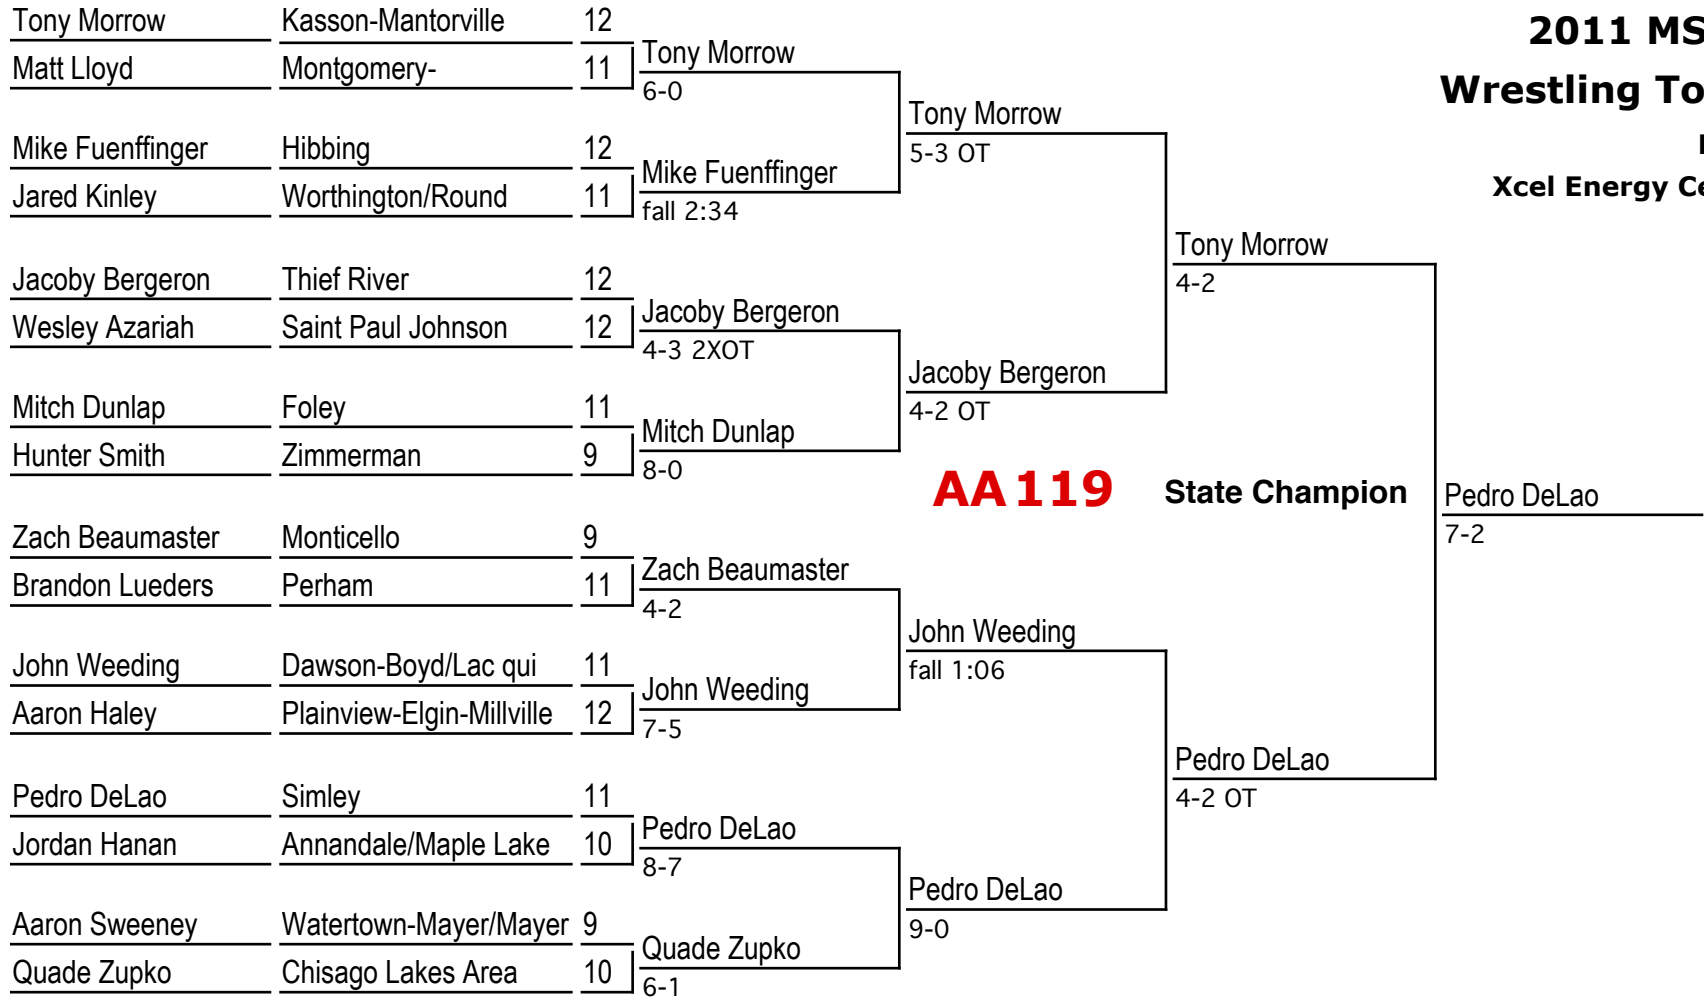 Tony Morrow Kasson-Mantorville 12
Matt Lloyd Montgomery- 11
Tony Morrow
6-0
Mike Fuenffinger Hibbing 12
Jared Kinley Worthington/Round 11
Mike Fuenffinger
fall 2:34
Tony Morrow
5-3 OT
Jacoby Bergeron Thief River 12
Wesley Azariah Saint Paul Johnson 12
Jacoby Bergeron
4-3 2XOT
Mitch Dunlap Foley 11
Hunter Smith Zimmerman 9
Mitch Dunlap
8-0
Jacoby Bergeron
4-2 OT
Tony Morrow
4-2
Zach Beaumaster Monticello 9
Brandon Lueders Perham 11
Zach Beaumaster
4-2
John Weeding Dawson-Boyd/Lac qui 11
Aaron Haley Plainview-Elgin-Millville 12
John Weeding
7-5
John Weeding
fall 1:06
Pedro DeLao Simley 11
Jordan Hanan Annandale/Maple Lake 10
Pedro DeLao
8-7
Aaron Sweeney Watertown-Mayer/Mayer 9
Quade Zupko Chisago Lakes Area 10
Quade Zupko
6-1
Pedro DeLao
9-0
Pedro DeLao
4-2 OT
AA 119 State Champion
Pedro DeLao
7-2
2011 MS
Wrestling To
Xcel Energy Ce